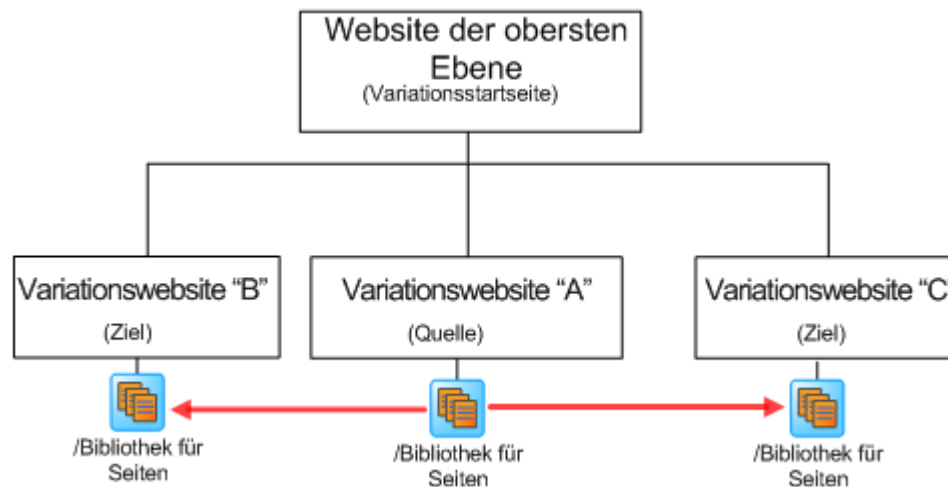 Website der obersten
Ebene
(Variationsstartseite)
Variationswebsite “B”
(Ziel)
Variationswebsite “A”
(Quelle)
Variationswebsite “C”
(Ziel)
/Bibliothek für
Seiten
/Bibliothek für
Seiten
/Bibliothek für
Seiten